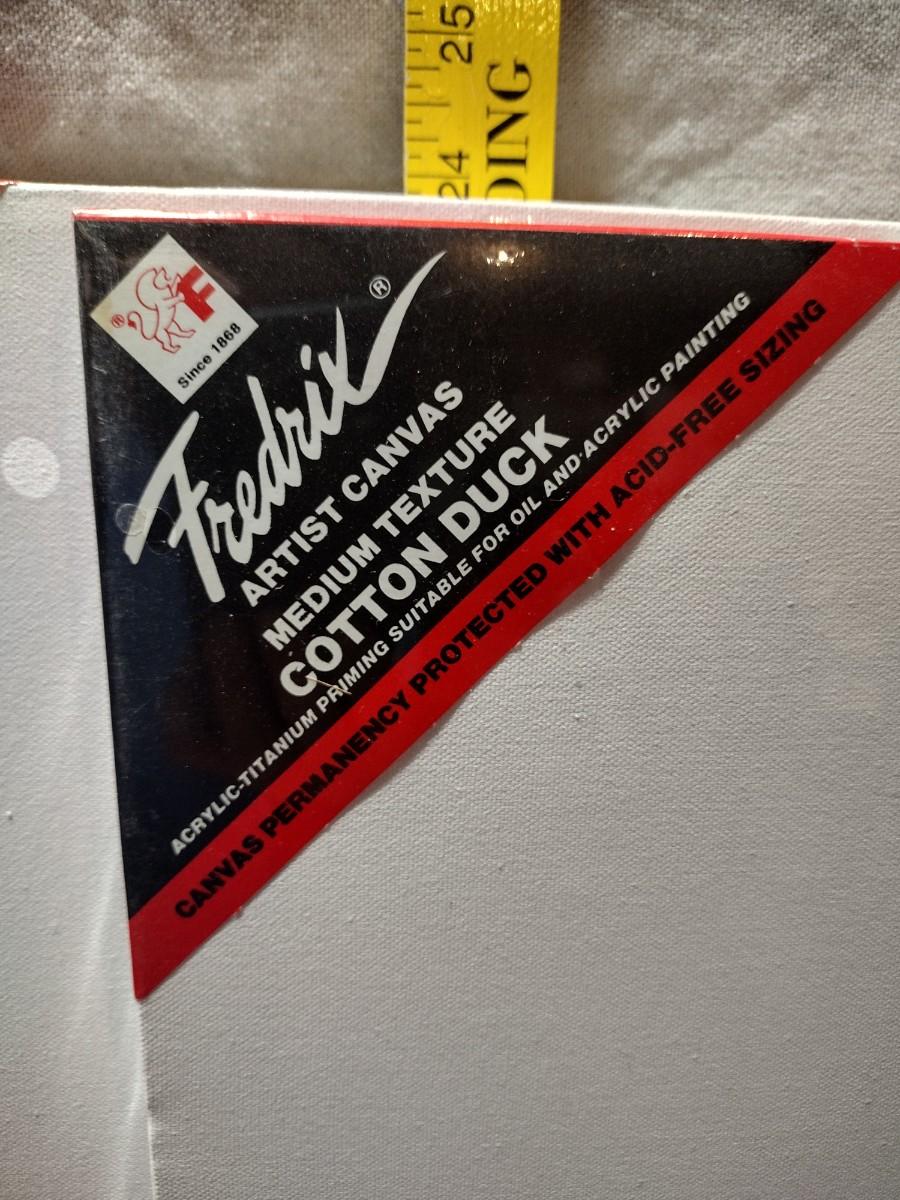 25
24
DING
F
®
Since 1868
Fredrix®
ARTIST CANVAS
MEDIUM TEXTURE
COTTON DUCK
ACRYLIC-TITANIUM PRIMING SUITABLE FOR OIL AND ACRYLIC PAINTING
CANVAS PERMANENCY PROTECTED WITH ACID-FREE SIZING